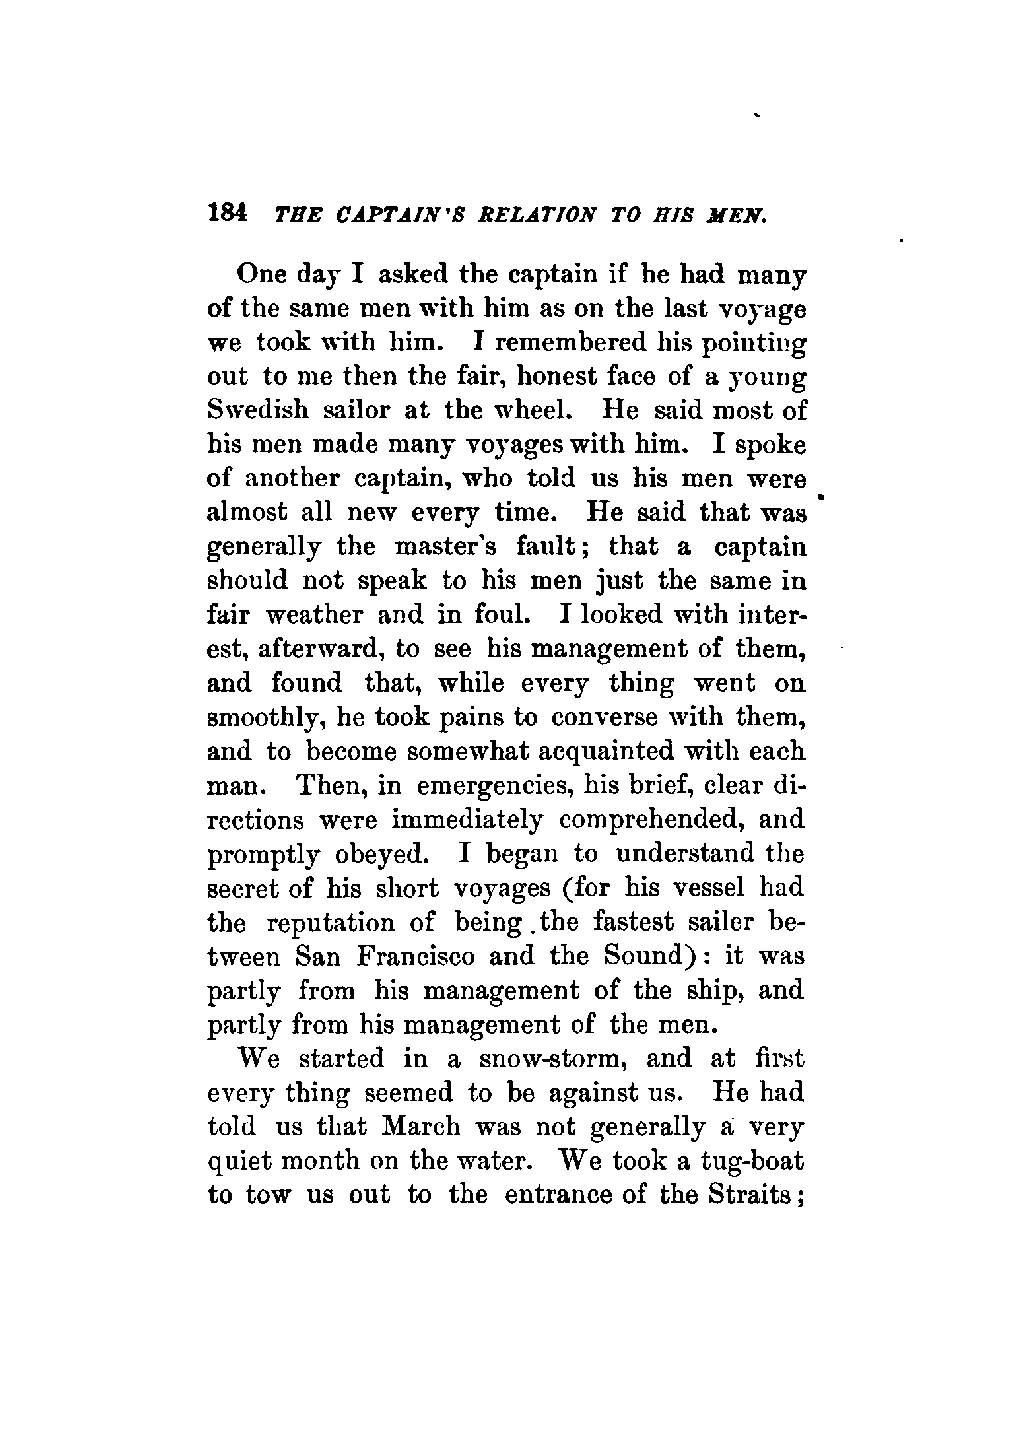 184 THE CAPTAIN'S RELATION TO HIS MEN.
One day I asked the captain if he had many
of the same men with him as on the last voyage
we took with him. I remembered his pointing
out to me then the fair, honest face of a young
Swedish sailor at the wheel. He said most of
his men made many voyages with him. I spoke
of another captain, who told us his men were
almost all new every time. He said that was
generally the master's fault; that a captain
should not speak to his men just the same in
fair weather and in foul. I looked with inter-
est, afterward, to see his management of them,
and found that, while every thing went on
smoothly, he took pains to converse with them,
and to become somewhat acquainted with each
man. Then, in emergencies, his brief, clear di-
rections were immediately comprehended, and
promptly obeyed. I began to understand the
secret of his short voyages (for his vessel had
the reputation of being the fastest sailer be-
tween San Francisco and the Sound): it was
partly from his management of the ship, and
partly from his management of the men.
We started in a snow-storm, and at first
every thing seemed to be against us. He had
told us that March was not generally a very
quiet month on the water. We took a tug-boat
to tow us out to the entrance of the Straits;